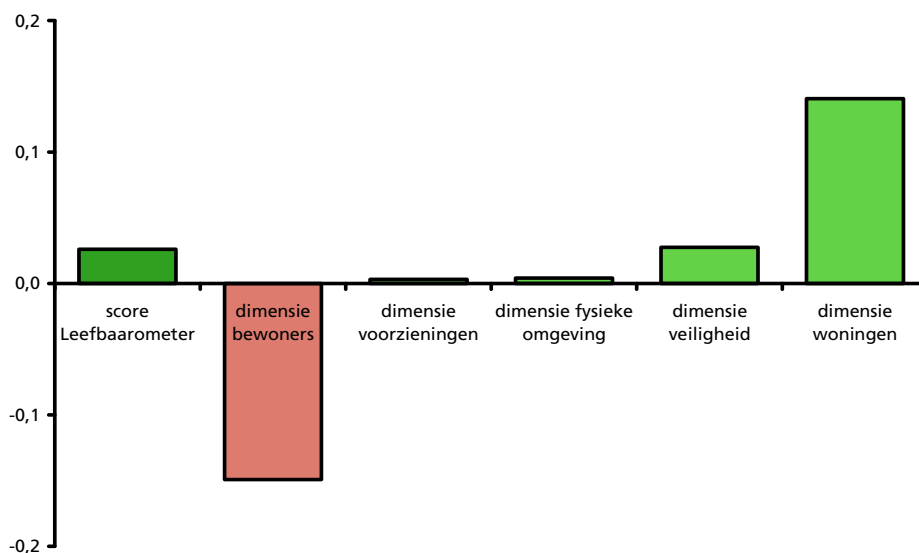 0,2
0,1
0,0
score
Leefbaarometer
dimensie
bewoners
dimensie
voorzieningen
dimensie fysieke
omgeving
dimensie
veiligheid
dimensie
woningen
-0,1
-0,2